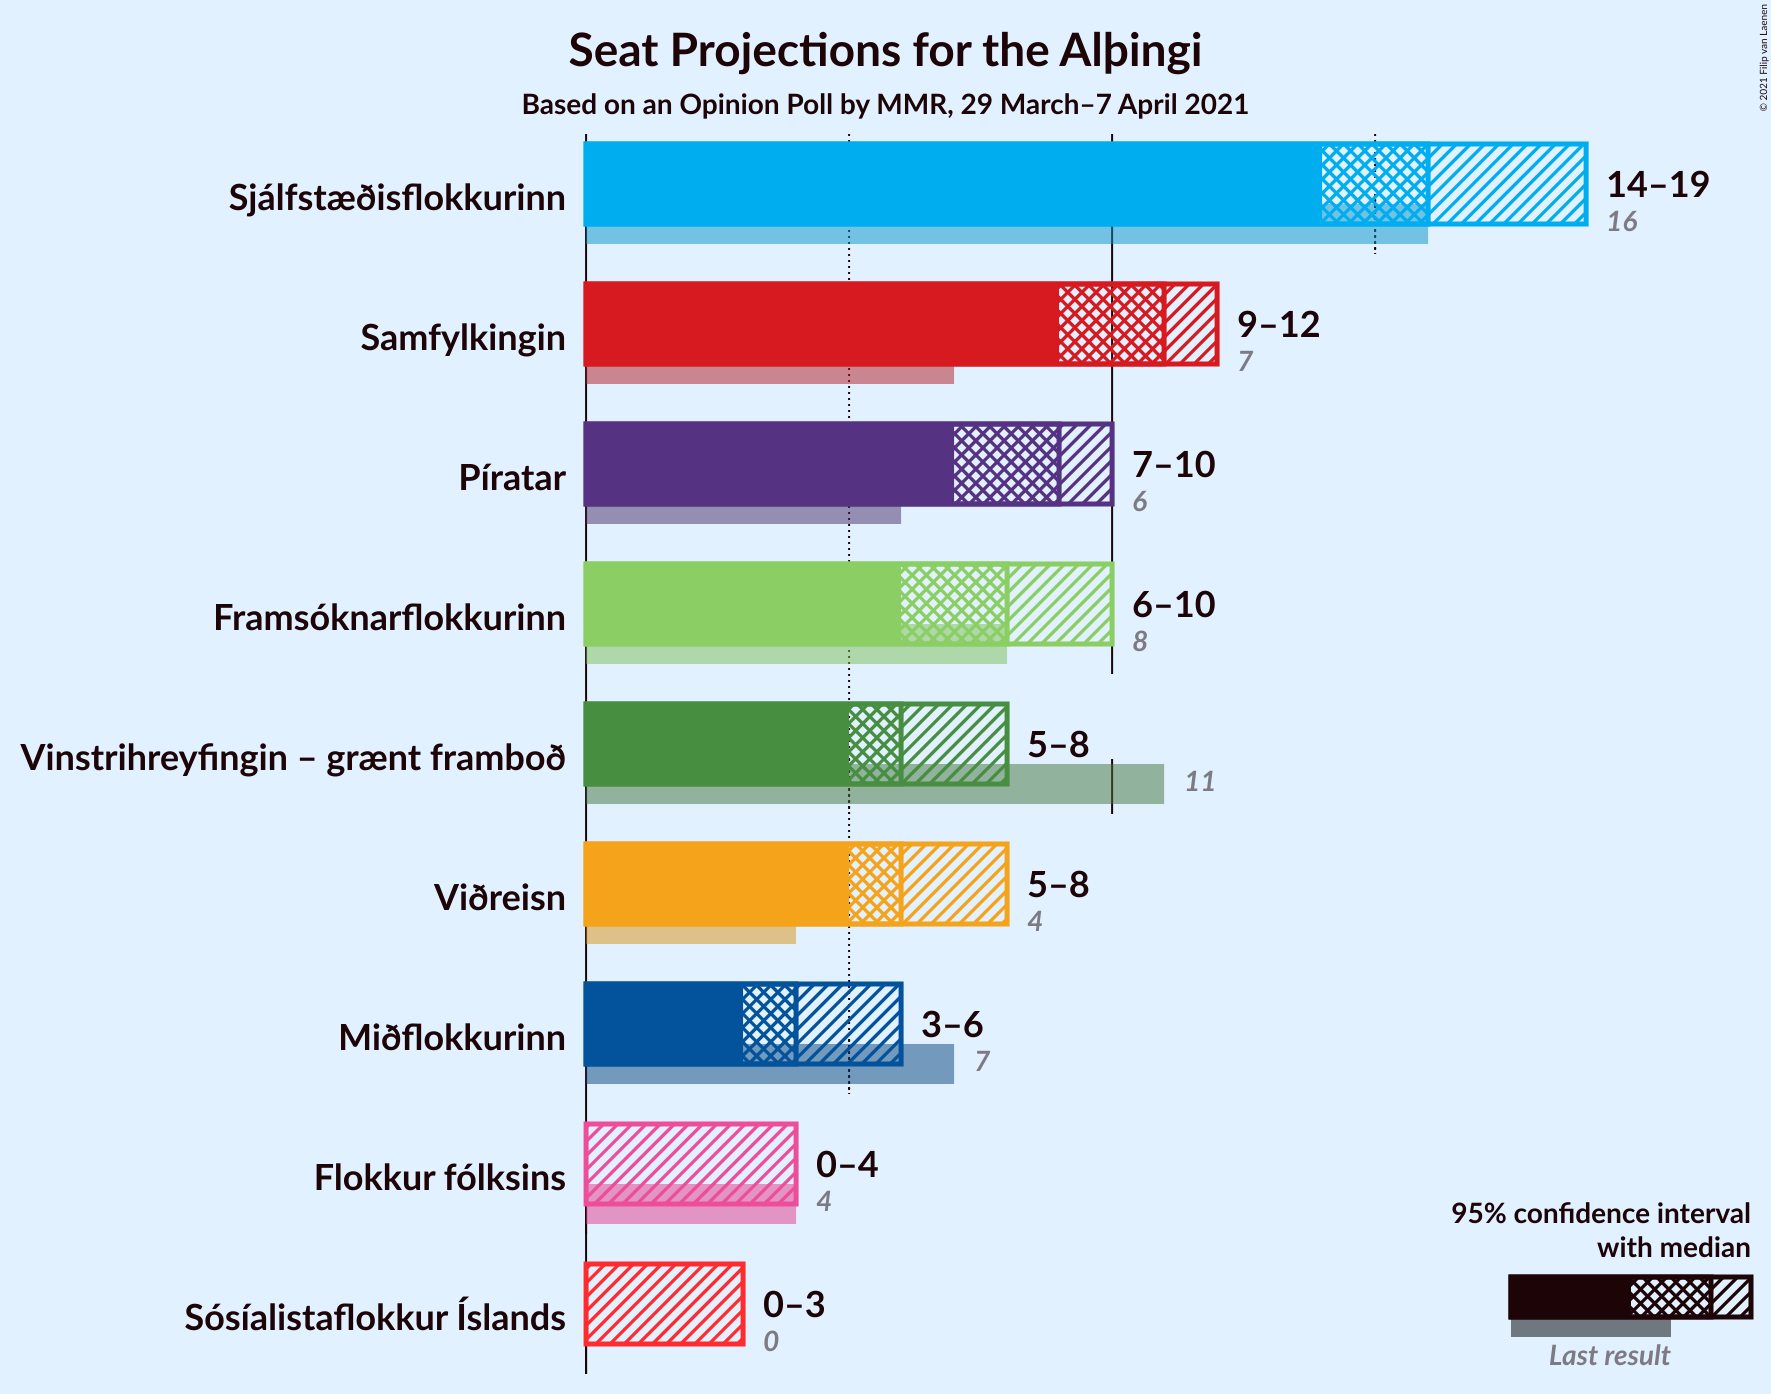 Seat Projections for the Alþingi
Based on an Opinion Poll by MMR, 29 March–7 April 2021
© 2021 Filip van Laenen
Sjálfstæðisflokkurinn
14–19
16
Samfylkingin
9–12
7
Píratar
7–10
6
Framsóknarflokkurinn
6–10
8
Vinstrihreyfingin – grænt framboð
5–8
11
Viðreisn
5–8
4
Miðflokkurinn
3–6
7
Flokkur fólksins
0–4
4
Sósíalistaflokkur Íslands
0–3
0
95% confidence interval
with median
Last result